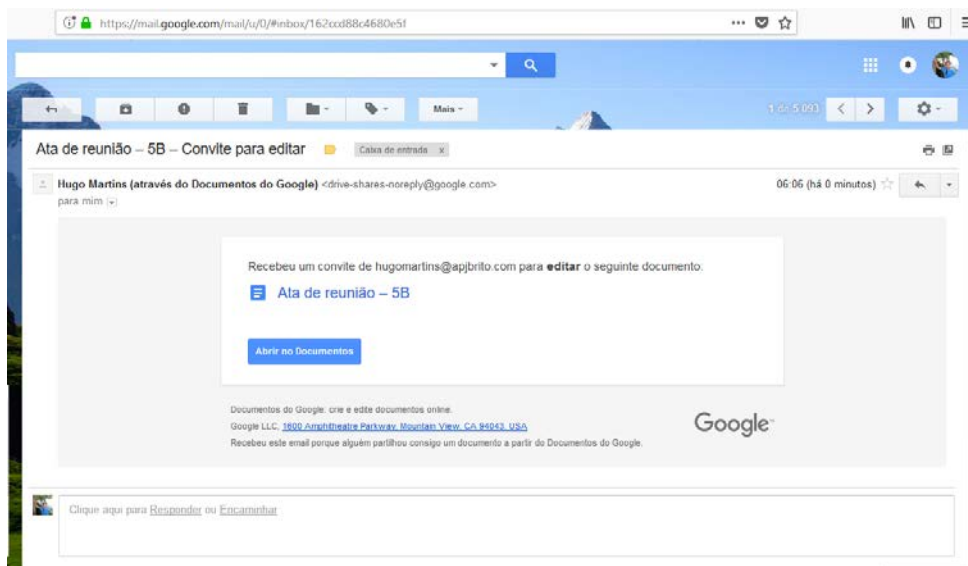 https://mail.google.com/mail/u/0/#inbox/162ccd88c4680e5f
Mais
1 de 5 093
Ata de reunião – 5B – Convite para editar
Caixa de entrada x
Hugo Martins (através do Documentos do Google) <drive-shares-noreply@google.com>
06:06 (há 0 minutos)
para mim
Recebeu um convite de hugomartins@apjbrito.com para editar o seguinte documento:
Ata de reunião – 5B
Abrir no Documentos
Documentos do Google: crie e edite documentos online.
Google LLC, 1600 Amphitheatre Parkway, Mountain View, CA 94043, USA
Recebeu este email porque alguém partilhou consigo um documento a partir do Documentos do Google.
Google
Clique aqui para Responder ou Encaminhar